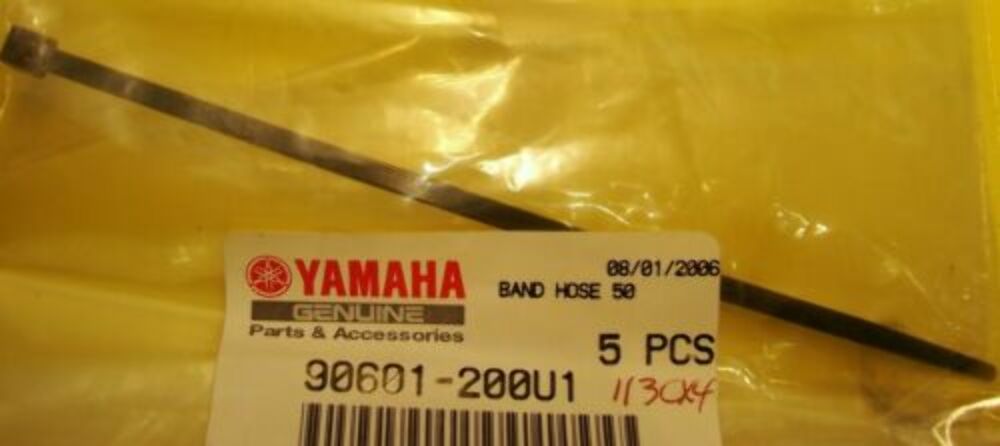 YAMAHA
GENUINE
Parts & Accessories
08/01/2006
BAND HOSE 50
5 PCS
90601-200U1